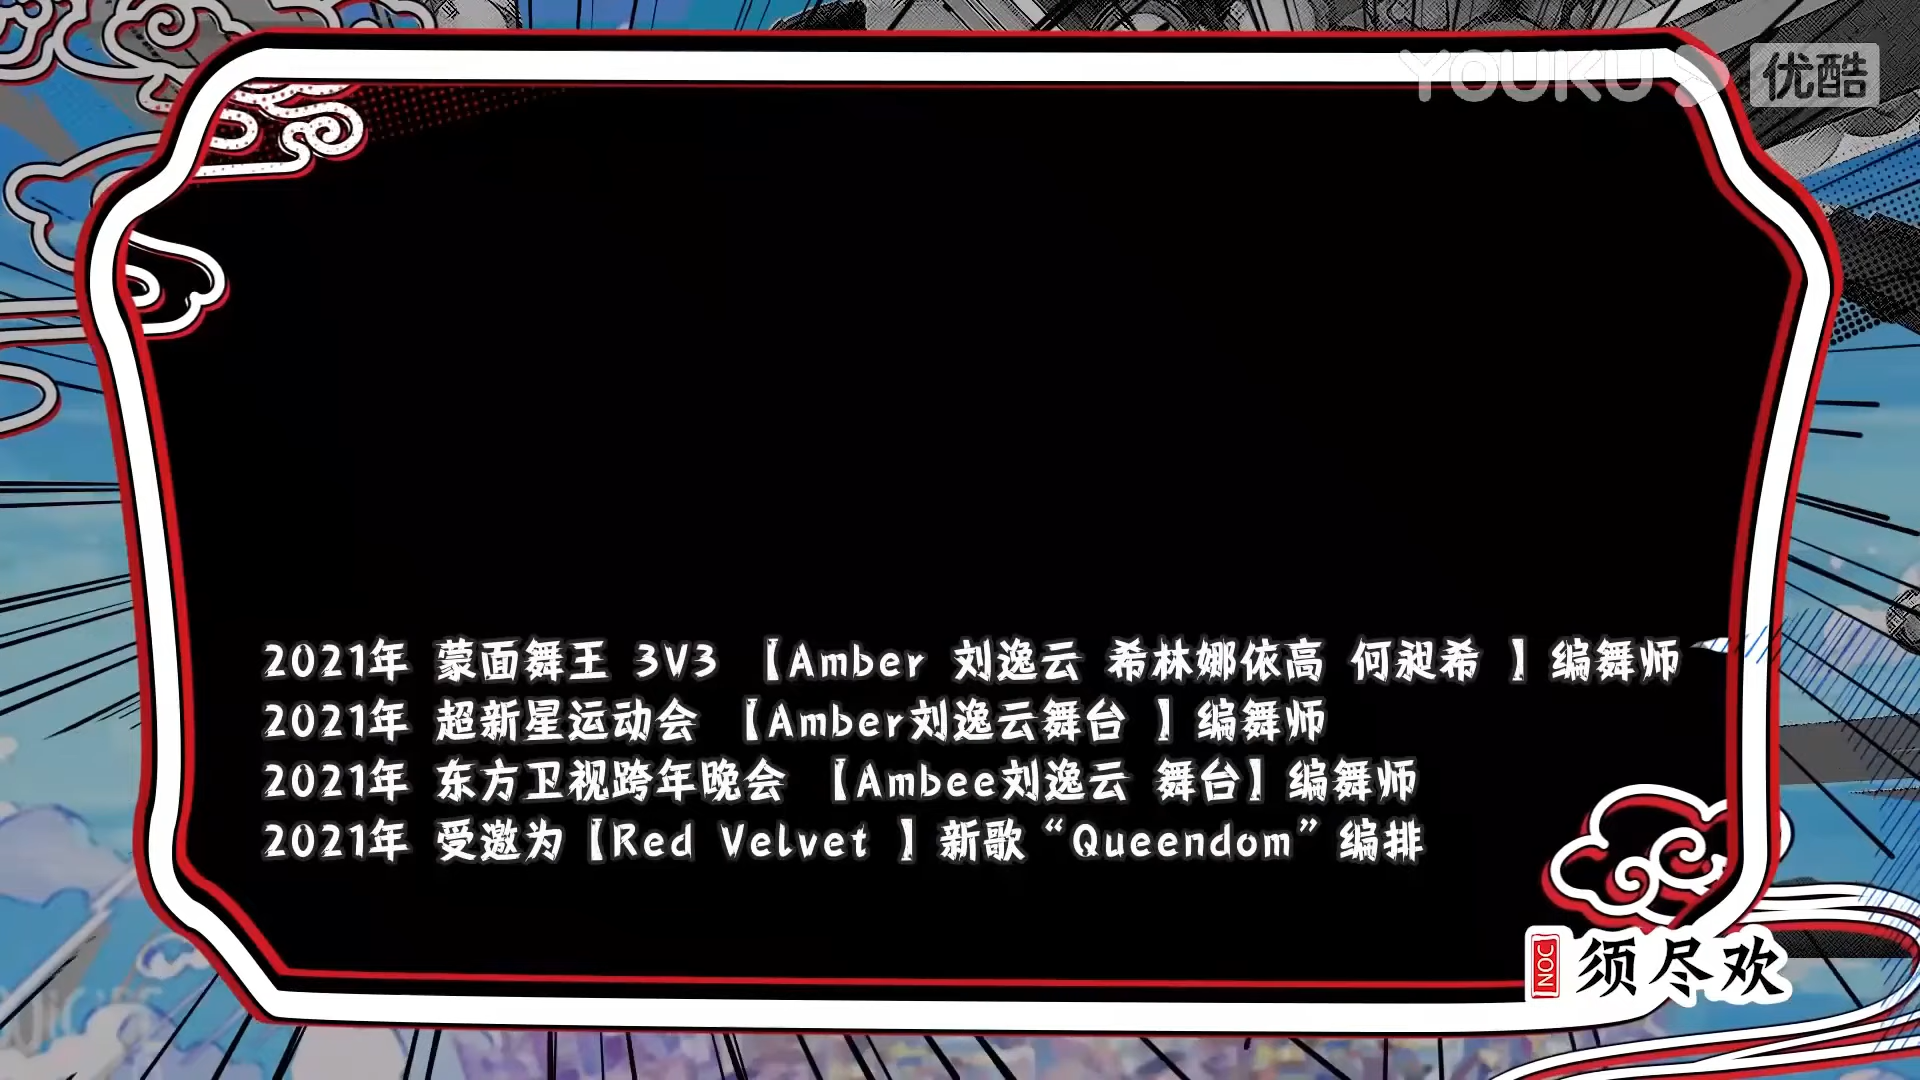 YOUKU 优酷
2021年 蒙面舞王 3V3 【Amber 刘逸云 希林娜依高 何昶希 】编舞师
2021年 超新星运动会 【Amber刘逸云舞台 】编舞师
2021年 东方卫视跨年晚会 【Ambee刘逸云 舞台】编舞师
2021年 受邀为【Red Velvet 】新歌“Queendom”编排
NOC 须尽欢